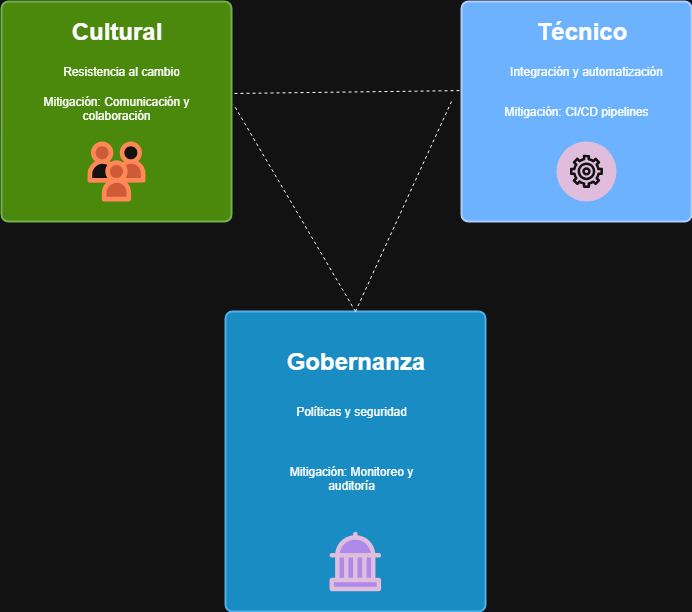 Cultural
Resistencia al cambio
Mitigación: Comunicación y
colaboración
Técnico
Integración y automatización
Mitigación: CI/CD pipelines
Gobernanza
Políticas y seguridad
Mitigación: Monitoreo y
auditoría